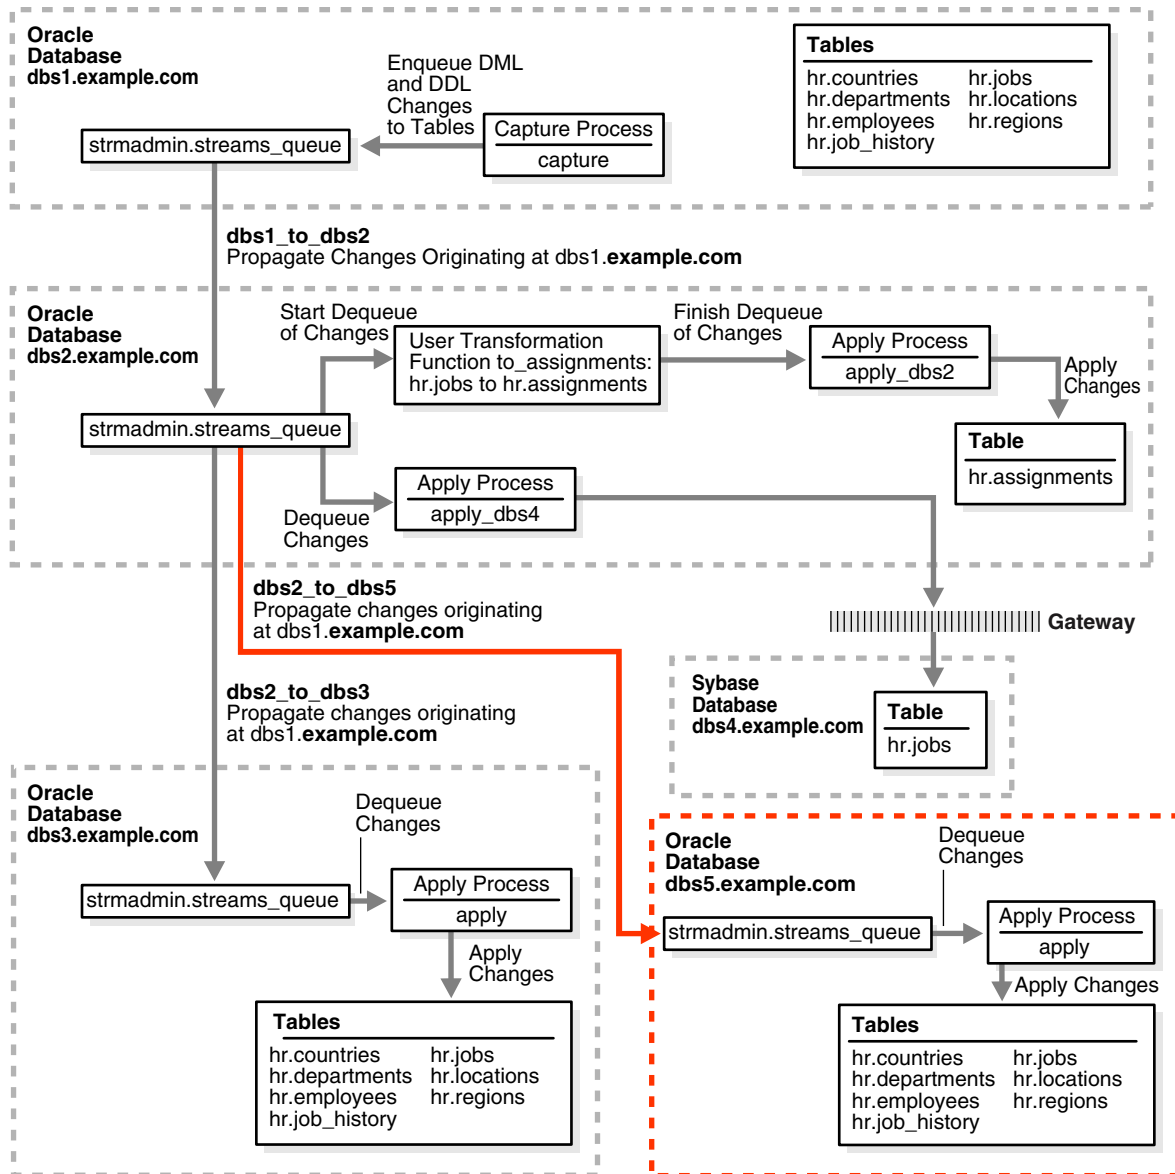 Oracle
Database
dbs1.example.com
Enqueue DML
and DDL
Changes
to Tables
strmadmin.streams_queue
Capture Process
capture
Tables
hr.countries hr.jobs
hr.departments hr.locations
hr.employees hr.regions
hr.job_history
dbs1_to_dbs2
Propagate Changes Originating at dbs1.example.com
Oracle
Database
dbs2.example.com
Start Dequeue
of Changes
User Transformation
Function to_assignments:
hr.jobs to hr.assignments
Finish Dequeue
of Changes
Apply Process
apply_dbs2
Apply
Changes
strmadmin.streams_queue
Table
hr.assignments
Dequeue
Changes
Apply Process
apply_dbs4
dbs2_to_dbs5
Propagate changes originating
at dbs1.example.com
Gateway
dbs2_to_dbs3
Propagate changes originating
at dbs1.example.com
Sybase
Database
dbs4.example.com
Table
hr.jobs
Oracle
Database
dbs3.example.com
Dequeue
Changes
strmadmin.streams_queue
Apply Process
apply
Apply
Changes
Tables
hr.countries hr.jobs
hr.departments hr.locations
hr.employees hr.regions
hr.job_history
Oracle
Database
dbs5.example.com
Dequeue
Changes
strmadmin.streams_queue
Apply Process
apply
Apply Changes
Tables
hr.countries hr.jobs
hr.departments hr.locations
hr.employees hr.regions
hr.job_history